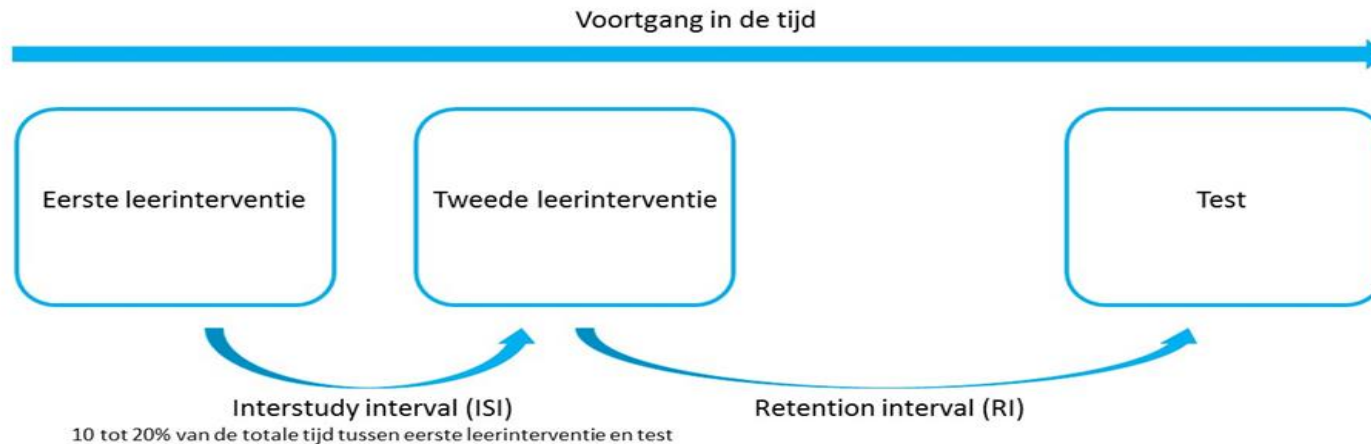 Voortgang in de tijd
Eerste leerinterventie
Tweede leerinterventie
Test
Interstudy interval (ISI)
10 tot 20% van de totale tijd tussen eerste leerinterventie en test
Retention interval (RI)